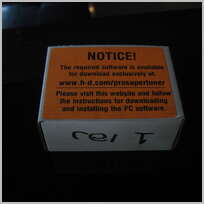 NOTICE!
The required software is available
for download exclusively at:
www.h-d.com/prosupertuner
Please visit this website and follow
the instructions for downloading
and installing the PC software.